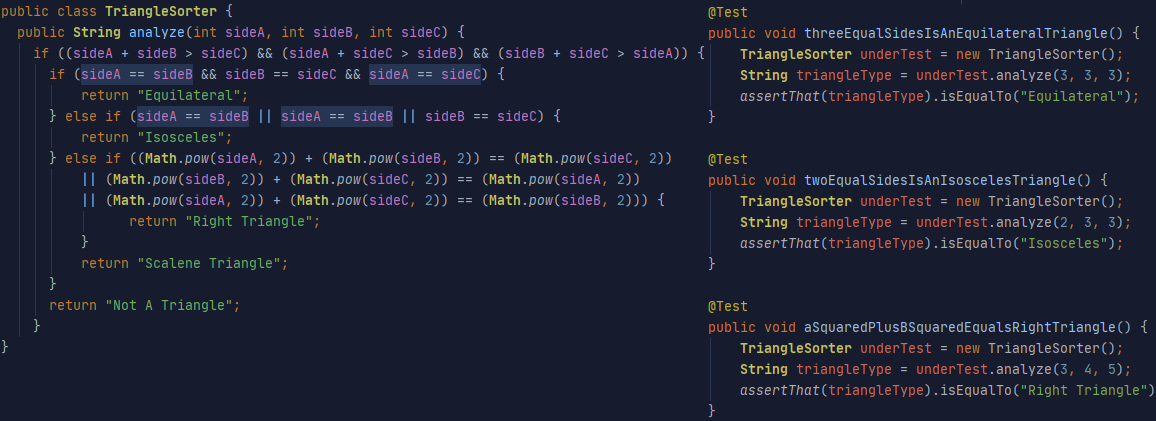 public class TriangleSorter {
public String analyze(int sideA, int sideB, int sideC) {
if ((sideA + sideB > sideC) && (sideA + sideC > sideB) && (sideB + sideC > sideA)) {
if (sideA == sideB && sideB == sideC && sideA == sideC) {
return "Equilateral";
} else if (sideA == sideB || sideA == sideB || sideB == sideC) {
return "Isosceles";
} else if ((Math.pow(sideA, 2)) + (Math.pow(sideB, 2)) == (Math.pow(sideC, 2))
|| (Math.pow(sideB, 2)) + (Math.pow(sideC, 2)) == (Math.pow(sideA, 2))
|| (Math.pow(sideA, 2)) + (Math.pow(sideC, 2)) == (Math.pow(sideB, 2))) {
return "Right Triangle";
}
return "Scalene Triangle";
}
return "Not A Triangle";
}
}
@Test
public void threeEqualSidesIsAnEquilateralTriangle() {
TriangleSorter underTest = new TriangleSorter();
String triangleType = underTest.analyze(3, 3, 3);
assertThat(triangleType).isEqualTo("Equilateral");
}
@Test
public void twoEqualSidesIsAnIsoscelesTriangle() {
TriangleSorter underTest = new TriangleSorter();
String triangleType = underTest.analyze(2, 3, 3);
assertThat(triangleType).isEqualTo("Isosceles");
}
@Test
public void aSquaredPlusBSquaredEqualsRightTriangle() {
TriangleSorter underTest = new TriangleSorter();
String triangleType = underTest.analyze(3, 4, 5);
assertThat(triangleType).isEqualTo("Right Triangle")
}